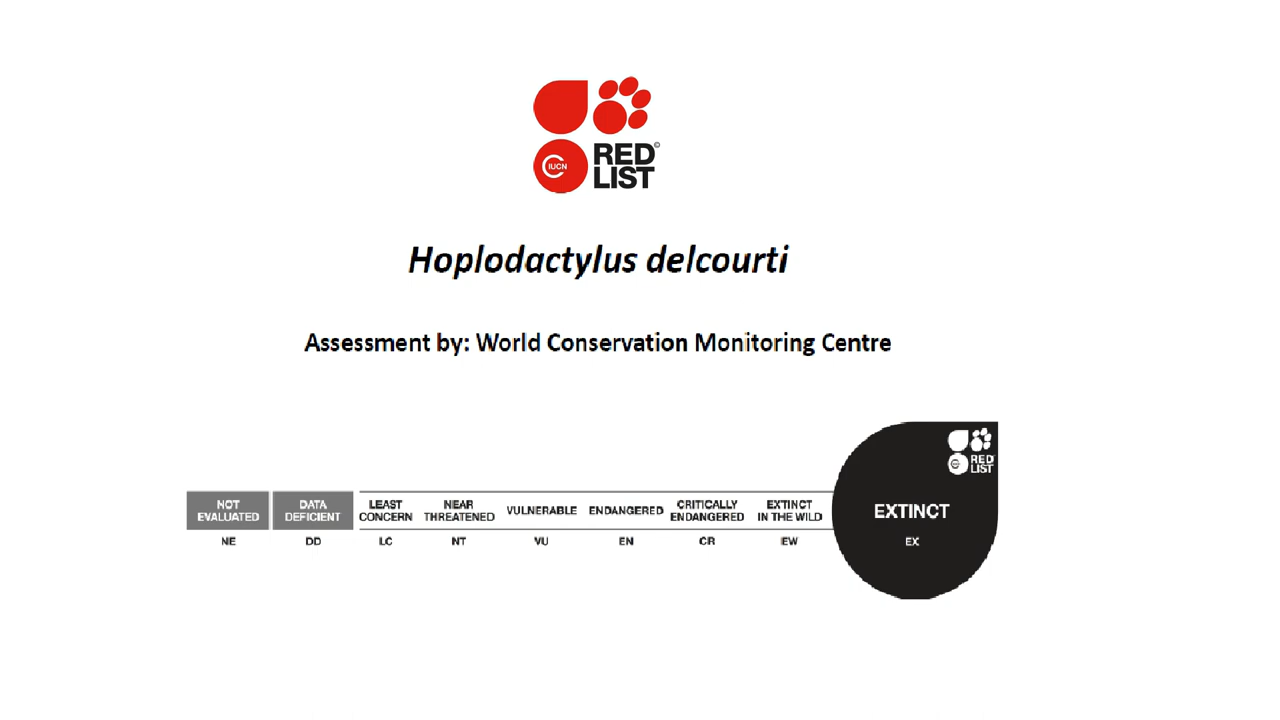 IUCN
RED
LIST©
Hoplodactylus delcourti
Assessment by: World Conservation Monitoring Centre
RED
LIST
NOT
EVALUATED
DATA
DEFICIENT
LEAST
CONCERN
NEAR
THREATENED
VULNERABLE
ENDANGERED
CRITICALLY
ENDANGERED
EXTINCT
IN THE WILD
EXTINCT
NE
DD
LC
NT
VU
EN
CR
EW
EX